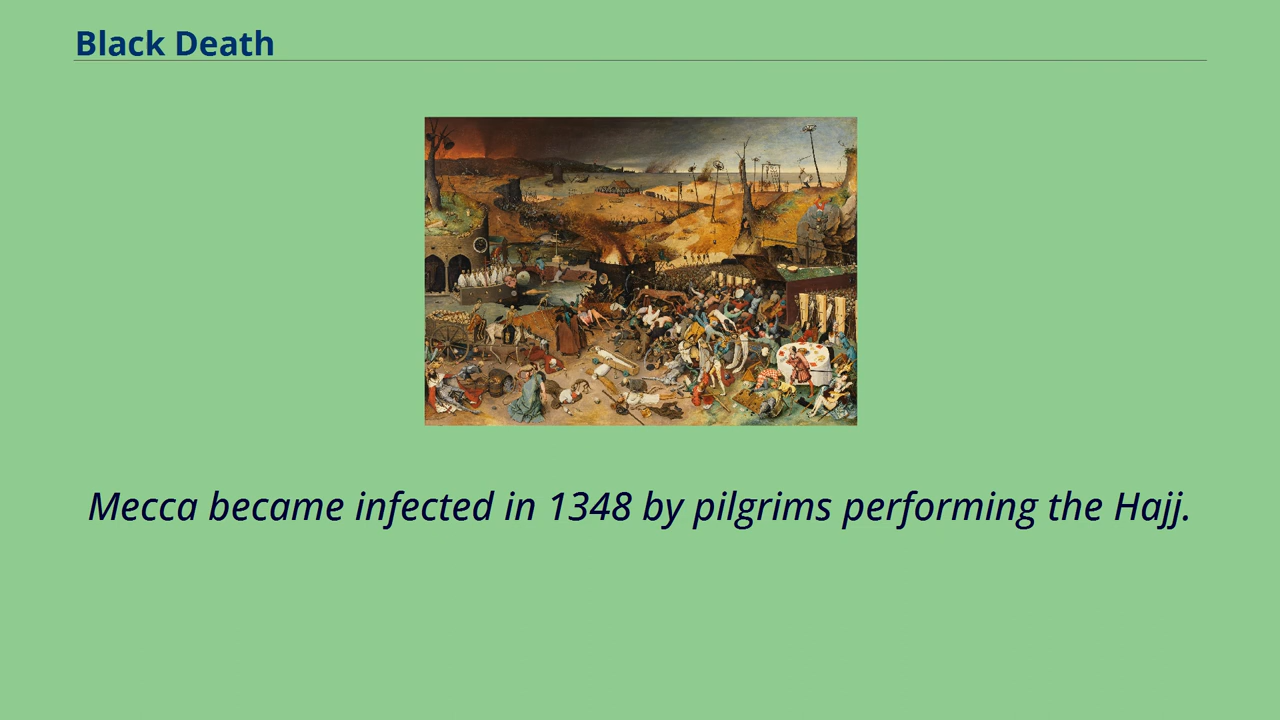 Black Death
Mecca became infected in 1348 by pilgrims performing the Hajj.